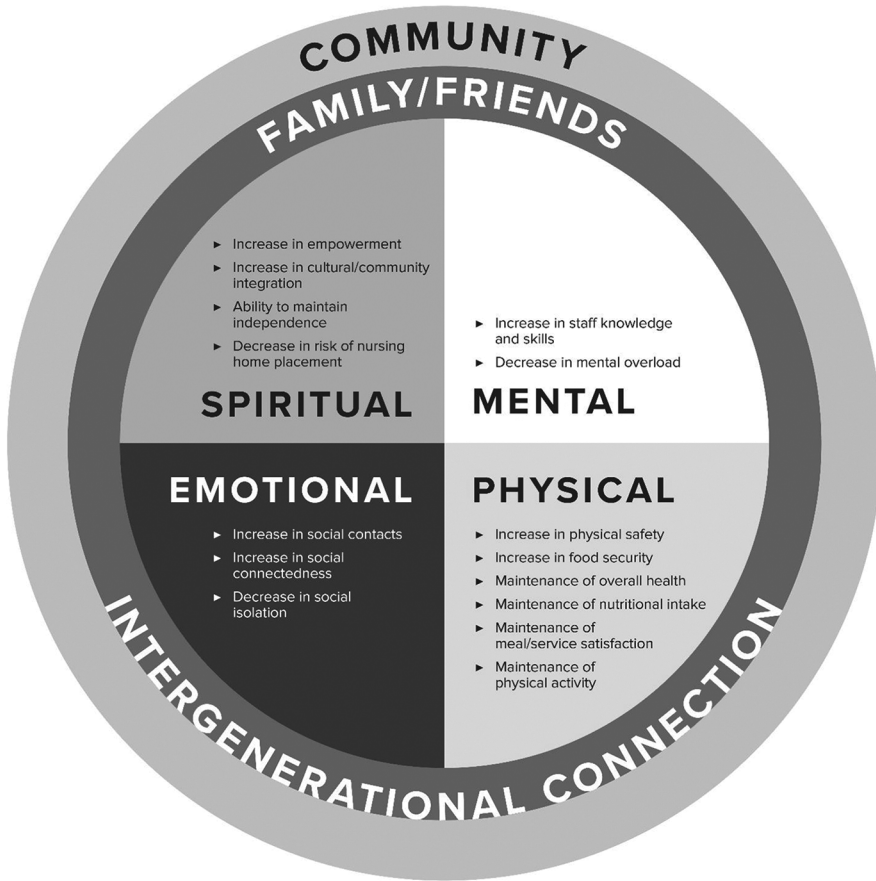 COMMUNITY
FAMILY/FRIENDS
► Increase in empowerment
► Increase in cultural/community
integration
► Ability to maintain
independence
► Decrease in risk of nursing
home placement
SPIRITUAL
► Increase in staff knowledge
and skills
► Decrease in mental overload
MENTAL
EMOTIONAL
► Increase in social contacts
► Increase in social
connectedness
► Decrease in social
isolation
PHYSICAL
► Increase in physical safety
► Increase in food security
► Maintenance of overall health
► Maintenance of nutritional intake
► Maintenance of
meal/service satisfaction
► Maintenance of
physical activity
INTERGENERATIONAL CONNECTION